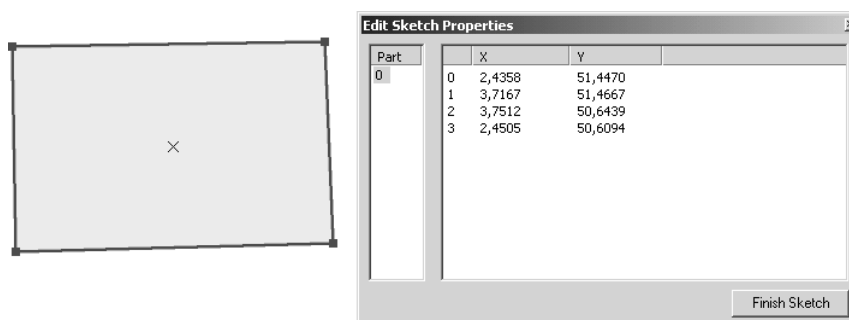 Edit Sketch Properties
Part
0
X Y
0 2,4358 51,4470
1 3,7167 51,4667
2 3,7512 50,6439
3 2,4505 50,6094
Finish Sketch